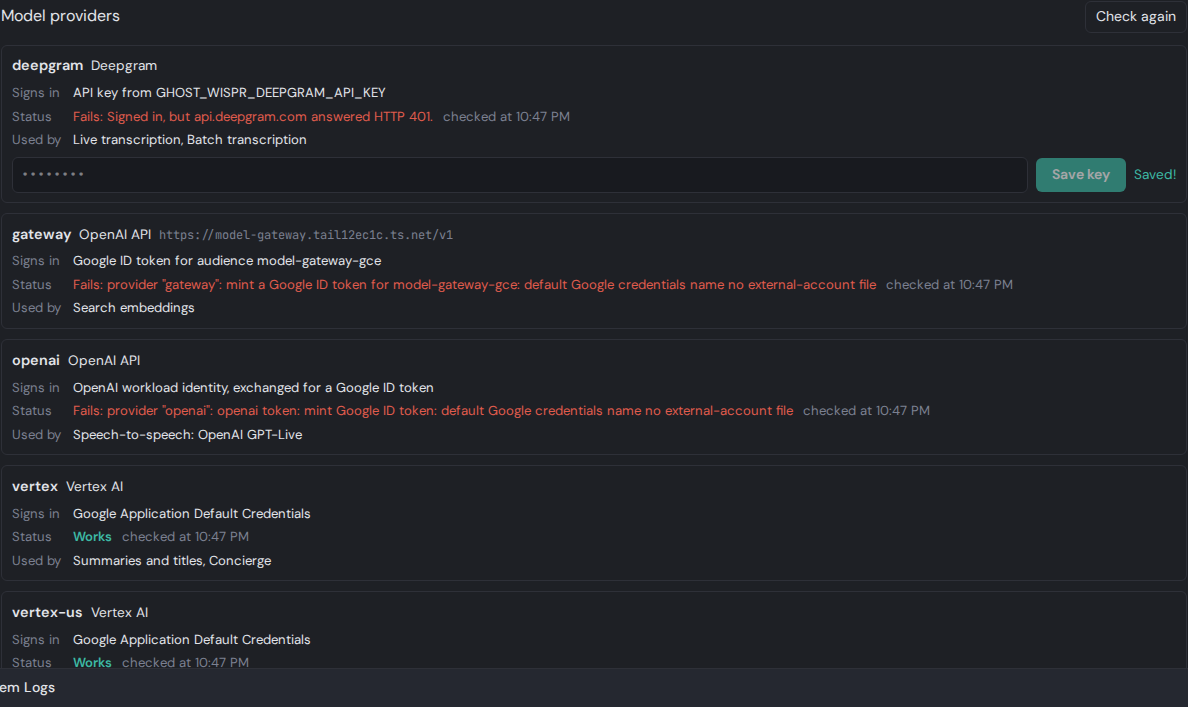 Model providers
Check again
deepgram Deepgram
Signs in API key from GHOST_WISPR_DEEPGRAM_API_KEY
Status Fails: Signed in, but api.deepgram.com answered HTTP 401. checked at 10:47 PM
Used by Live transcription, Batch transcription
••••••••
Save key
Saved!
gateway OpenAI API https://model-gateway.tail12ec1c.ts.net/v1
Signs in Google ID token for audience model-gateway-gce
Status Fails: provider "gateway": mint a Google ID token for model-gateway-gce: default Google credentials name no external-account file checked at 10:47 PM
Used by Search embeddings
openai OpenAI API
Signs in OpenAI workload identity, exchanged for a Google ID token
Status Fails: provider "openai": openai token: mint Google ID token: default Google credentials name no external-account file checked at 10:47 PM
Used by Speech-to-speech: OpenAI GPT-Live
vertex Vertex AI
Signs in Google Application Default Credentials
Status Works checked at 10:47 PM
Used by Summaries and titles, Concierge
vertex-us Vertex AI
Signs in Google Application Default Credentials
Status Works checked at 10:47 PM
em Logs